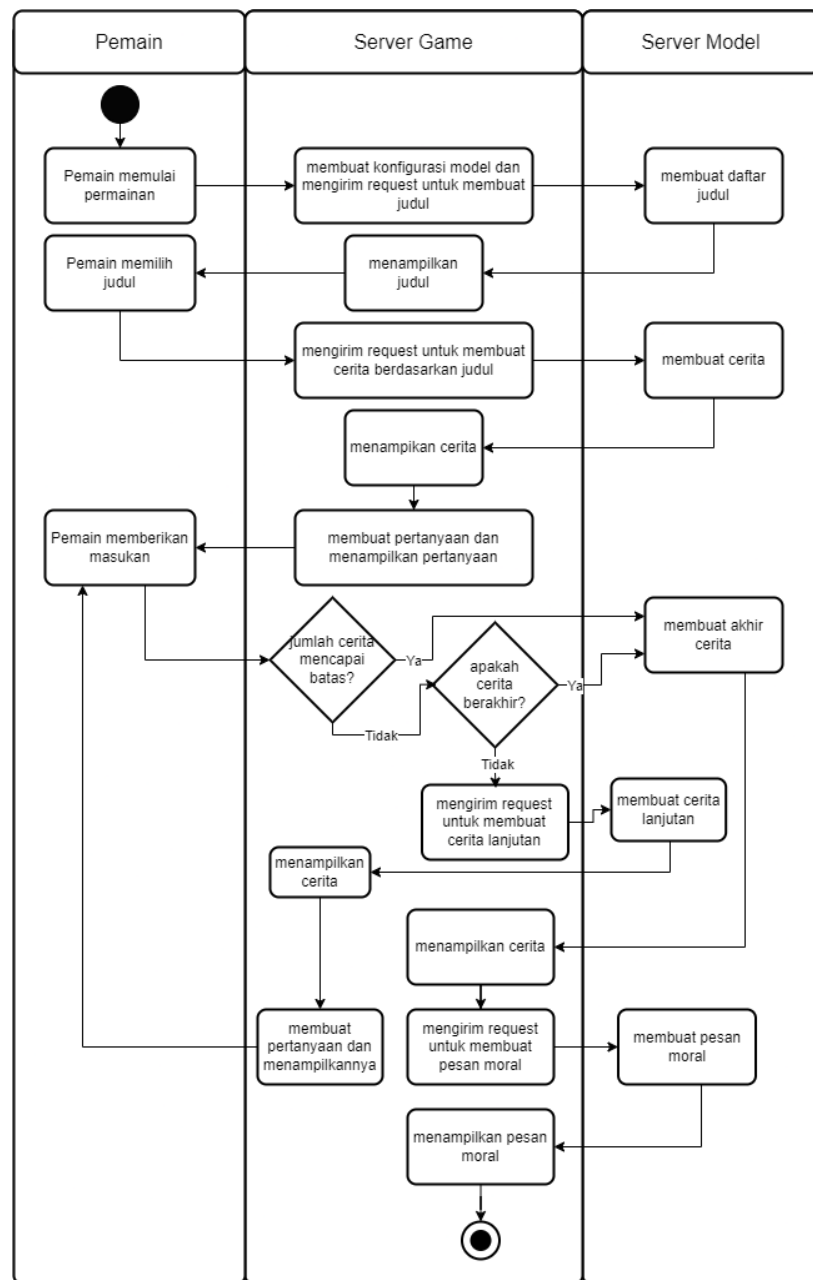 Pemain
Server Game
Server Model
Pemain memulai
permainan
membuat konfigurasi model dan
mengirim request untuk membuat
judul
membuat daftar
judul
Pemain memilih
judul
menampilkan
judul
mengirim request untuk membuat
cerita berdasarkan judul
membuat cerita
menampikan cerita
Pemain memberikan
masukan
membuat pertanyaan dan
menampilkan pertanyaan
jumlah cerita
mencapai
batas?
Ya
apakah
cerita
berakhir?
Ya
membuat akhir
cerita
Tidak
Tidak
mengirim request
untuk membuat
cerita lanjutan
membuat cerita
lanjutan
menampilkan
cerita
menampilkan cerita
membuat
pertanyaan dan
menampilkannya
mengirim request
untuk membuat
pesan moral
membuat pesan
moral
menampilkan pesan
moral